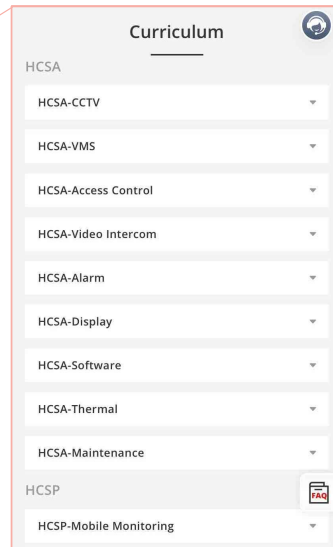 Curriculum
HCSA
HCSA-CCTV
HCSA-VMS
HCSA-Access Control
HCSA-Video Intercom
HCSA-Alarm
HCSA-Display
HCSA-Software
HCSA-Thermal
HCSA-Maintenance
HCSP
FAQ
HCSP-Mobile Monitoring